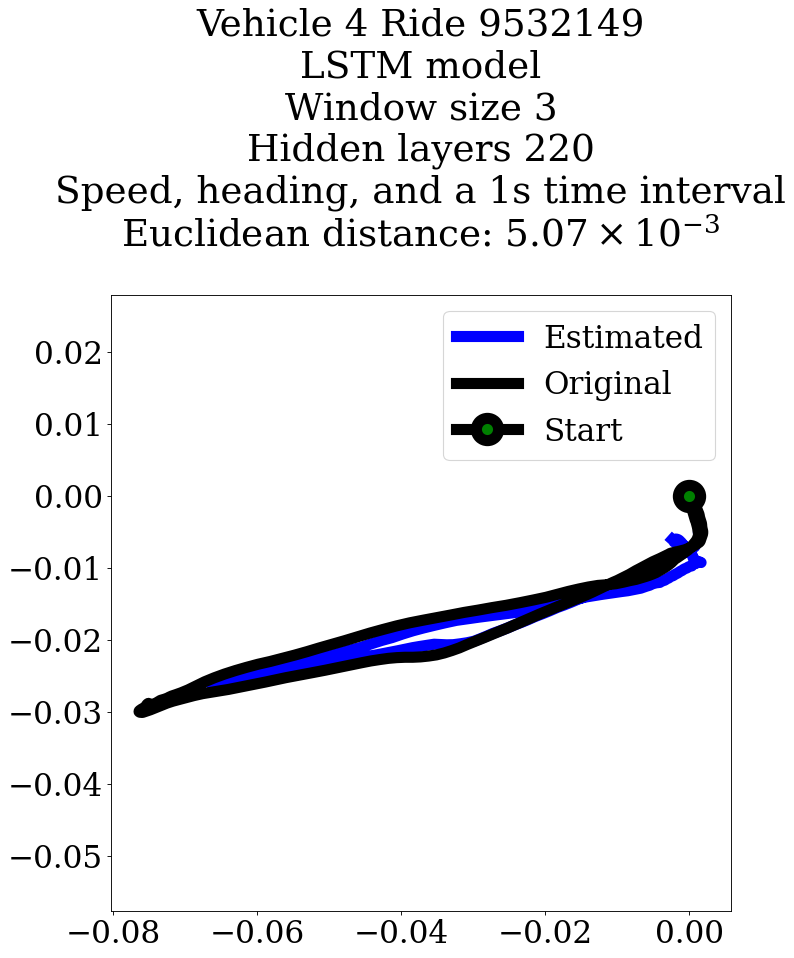 Vehicle 4 Ride 9532149
LSTM model
Window size 3
Hidden layers 220
Speed, heading, and a 1s time interval
Euclidean distance: 5.07 × 10⁻³
Estimated
Original
Start
0.02
0.01
0.00
−0.01
−0.02
−0.03
−0.04
−0.05
−0.08 −0.06 −0.04 −0.02 0.00